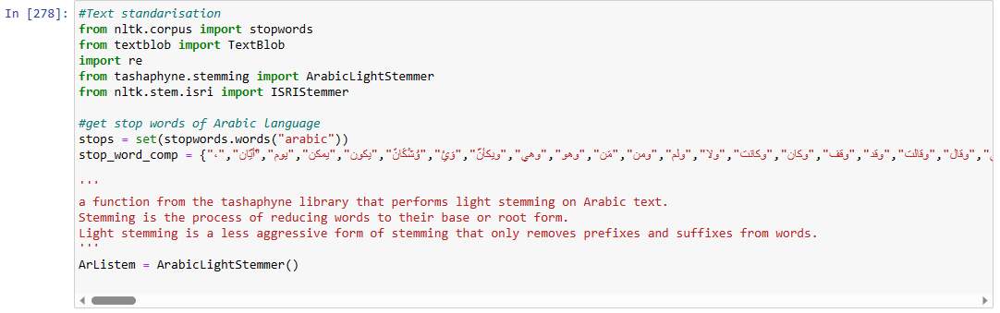 In [278]:
#Text standarisation
from nltk.corpus import stopwords
from textblob import TextBlob
import re
from tashaphyne.stemming import ArabicLightStemmer
from nltk.stem.isri import ISRIStemmer
#get stop words of Arabic language
stops = set(stopwords.words("arabic"))
stop_word_comp = {"،","أيّان","يوم","يمكن","يكون","وُشْكَانَ","وَيْ","ويكأنّ","وهي","وهو","مَن","ومن","ولم","ولا","وكانت","وكان","وقف","وقد","وقالت","وقال",
'''
a function from the tashaphyne library that performs light stemming on Arabic text.
Stemming is the process of reducing words to their base or root form.
Light stemming is a less aggressive form of stemming that only removes prefixes and suffixes from words.
'''
ArListem = ArabicLightStemmer()